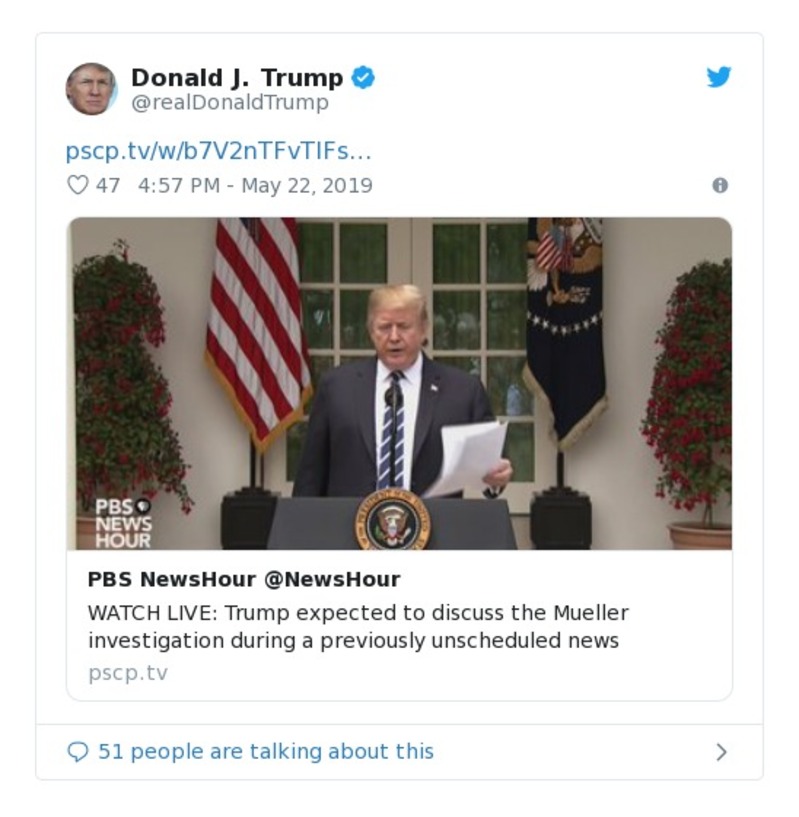 Donald J. Trump
@realDonaldTrump
pscp.tv/w/b7V2nTFvTlFs…
47 4:57 PM - May 22, 2019
PBS
NEWS
HOUR
PBS NewsHour @NewsHour
WATCH LIVE: Trump expected to discuss the Mueller
investigation during a previously unscheduled news
pscp.tv
51 people are talking about this